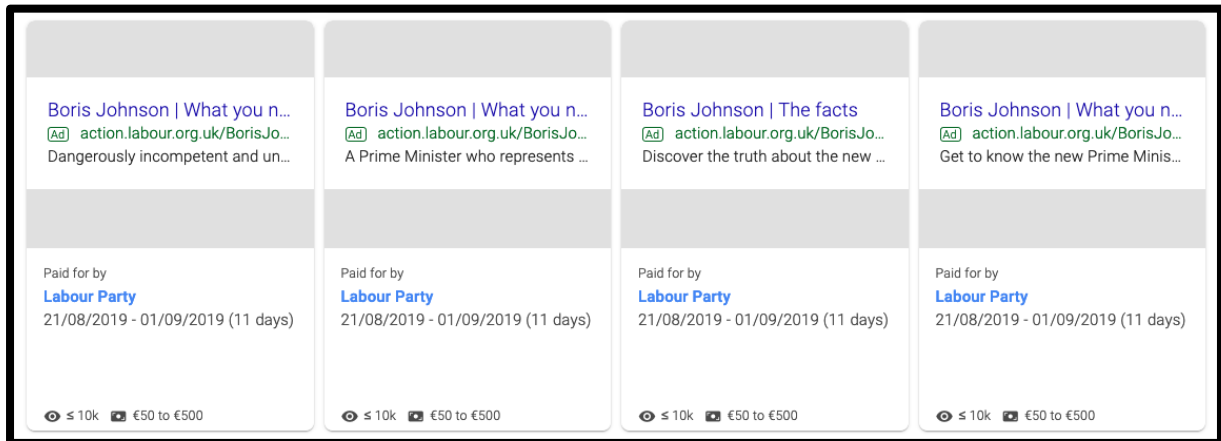 Boris Johnson | What you n...
Ad action.labour.org.uk/BorisJo...
Dangerously incompetent and un...
Paid for by
Labour Party
21/08/2019 - 01/09/2019 (11 days)
≤ 10k €50 to €500
Boris Johnson | What you n...
Ad action.labour.org.uk/BorisJo...
A Prime Minister who represents ...
Paid for by
Labour Party
21/08/2019 - 01/09/2019 (11 days)
≤ 10k €50 to €500
Boris Johnson | The facts
Ad action.labour.org.uk/BorisJo...
Discover the truth about the new ...
Paid for by
Labour Party
21/08/2019 - 01/09/2019 (11 days)
≤ 10k €50 to €500
Boris Johnson | What you n...
Ad action.labour.org.uk/BorisJo...
Get to know the new Prime Minis...
Paid for by
Labour Party
21/08/2019 - 01/09/2019 (11 days)
≤ 10k €50 to €500